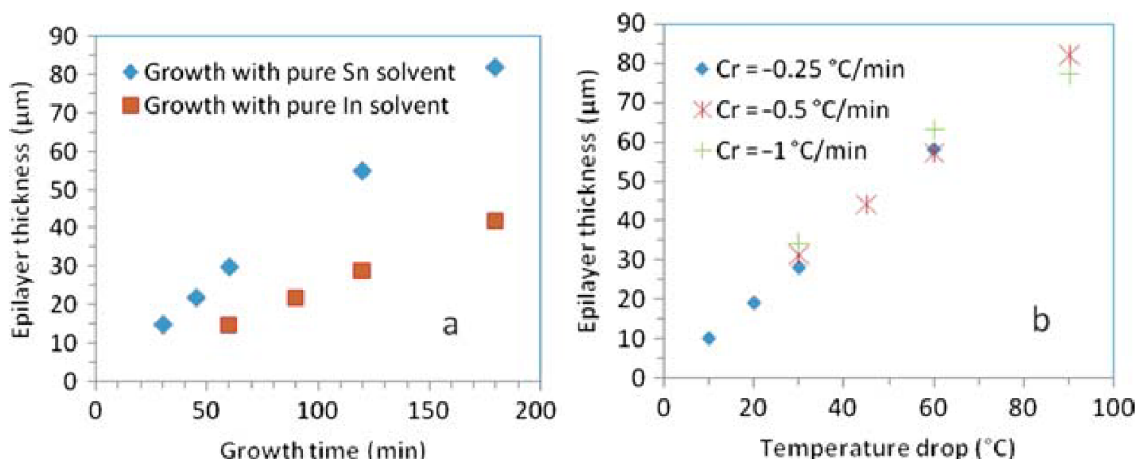 90
80
70
60
50
40
30
20
10
0
Epilayer thickness (µm)
Growth with pure Sn solvent
Growth with pure In solvent
a
0 50 100 150 200
Growth time (min)
90
80
70
60
50
40
30
20
10
0
Epilayer thickness (µm)
Cr = −0.25 °C/min
Cr = −0.5 °C/min
Cr = −1 °C/min
b
0 20 40 60 80 100
Temperature drop (°C)